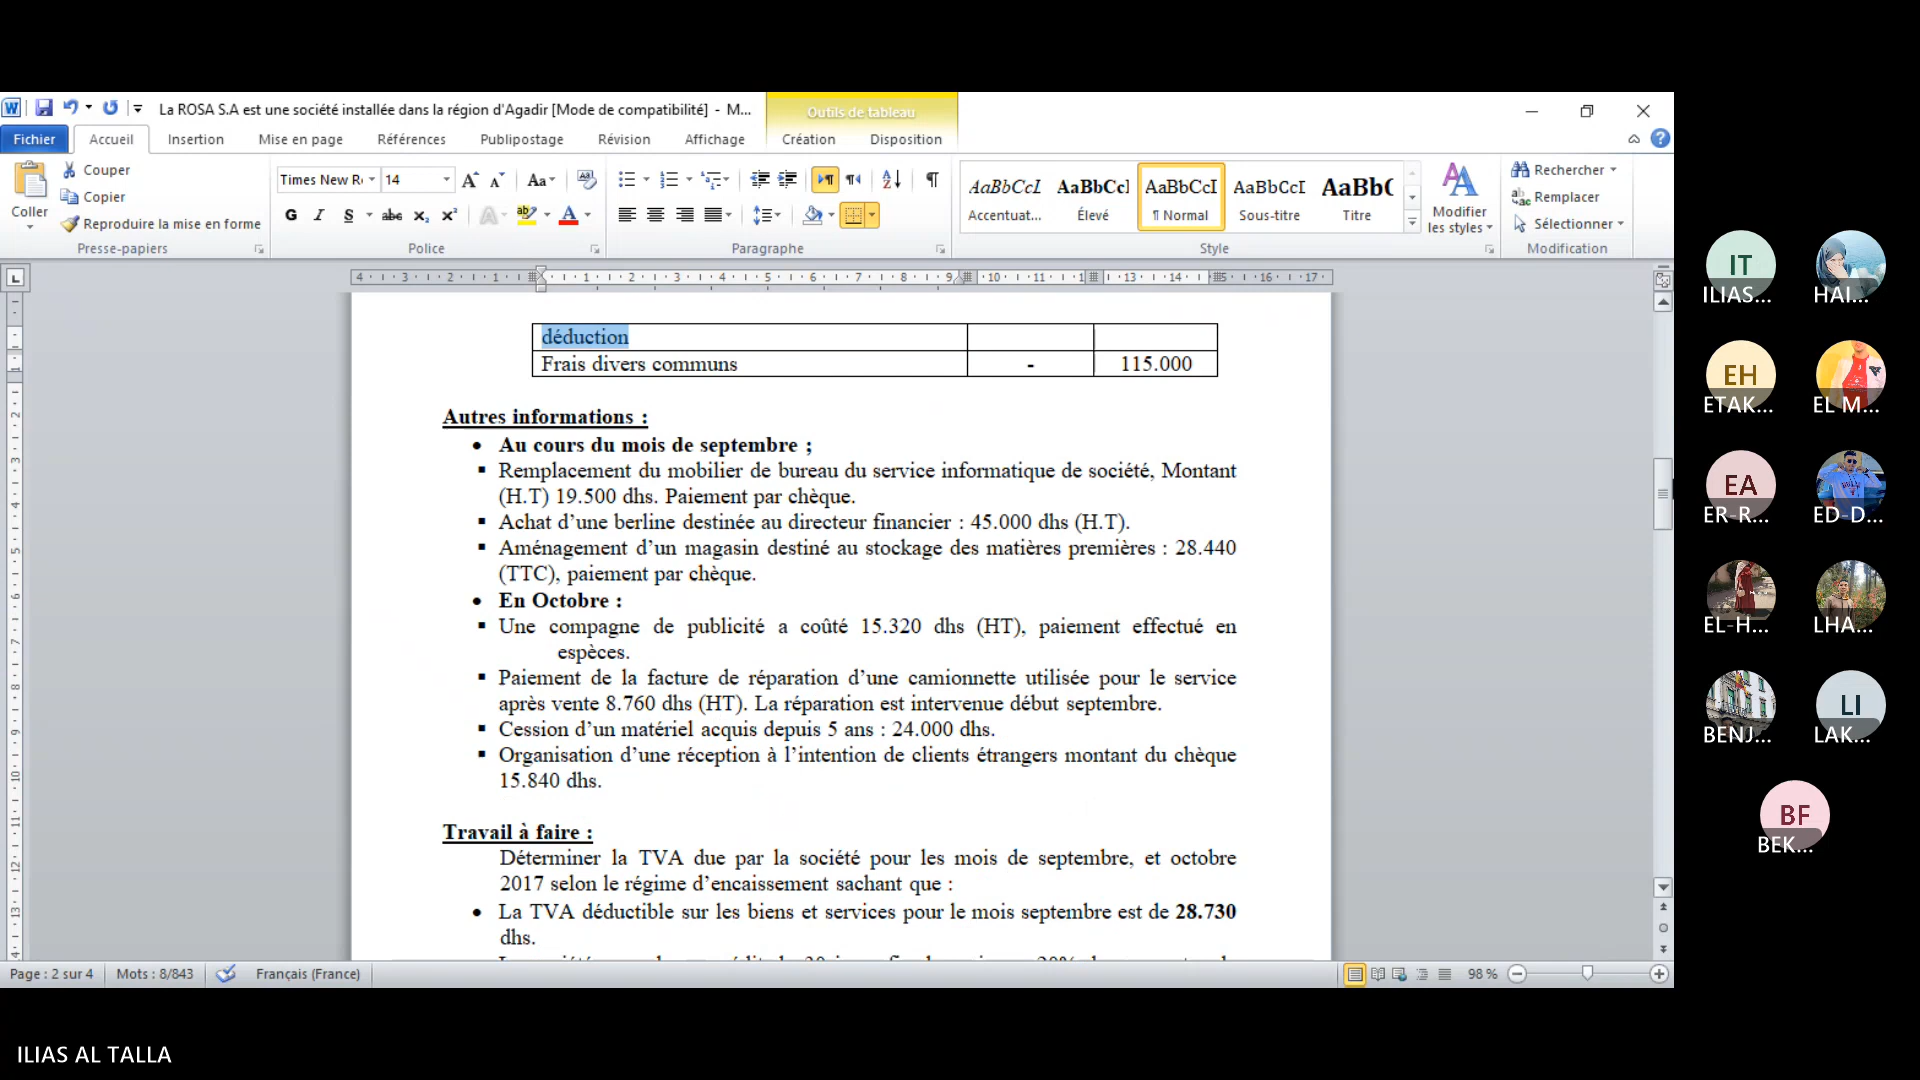 La ROSA S.A est une société installée dans la région d'Agadir [Mode de compatibilité] - M...
Outils de tableau
Fichier Accueil Insertion Mise en page Références Publipostage Révision Affichage Création Disposition
Coller
Couper
Copier
Reproduire la mise en forme
Presse-papiers
Times New R 14
Police
Paragraphe
AaBbCcI AaBbCcI AaBbCcI AaBbCcI AaBb(
Accentuat... Élevé ¶ Normal Sous-titre Titre
Style
Modifier
les styles
Rechercher
Remplacer
Sélectionner
Modification
déduction
Frais divers communs - 115.000
Autres informations :
• Au cours du mois de septembre ;
▪ Remplacement du mobilier de bureau du service informatique de société, Montant
(H.T) 19.500 dhs. Paiement par chèque.
▪ Achat d’une berline destinée au directeur financier : 45.000 dhs (H.T).
▪ Aménagement d’un magasin destiné au stockage des matières premières : 28.440
(TTC), paiement par chèque.
• En Octobre :
▪ Une compagne de publicité a coûté 15.320 dhs (HT), paiement effectué en
espèces.
▪ Paiement de la facture de réparation d’une camionnette utilisée pour le service
après vente 8.760 dhs (HT). La réparation est intervenue début septembre.
▪ Cession d’un matériel acquis depuis 5 ans : 24.000 dhs.
▪ Organisation d’une réception à l’intention de clients étrangers montant du chèque
15.840 dhs.
Travail à faire :
Déterminer la TVA due par la société pour les mois de septembre, et octobre
2017 selon le régime d’encaissement sachant que :
• La TVA déductible sur les biens et services pour le mois septembre est de 28.730
dhs.
Page : 2 sur 4 Mots : 8/843 Français (France) 98 %
IT
ILIAS...
HAI...
EH
ETAK...
EL M...
EA
ER-R...
ED-D...
EL-H...
LHA...
BENJ...
LI
LAK...
BF
BEK...
ILIAS AL TALLA